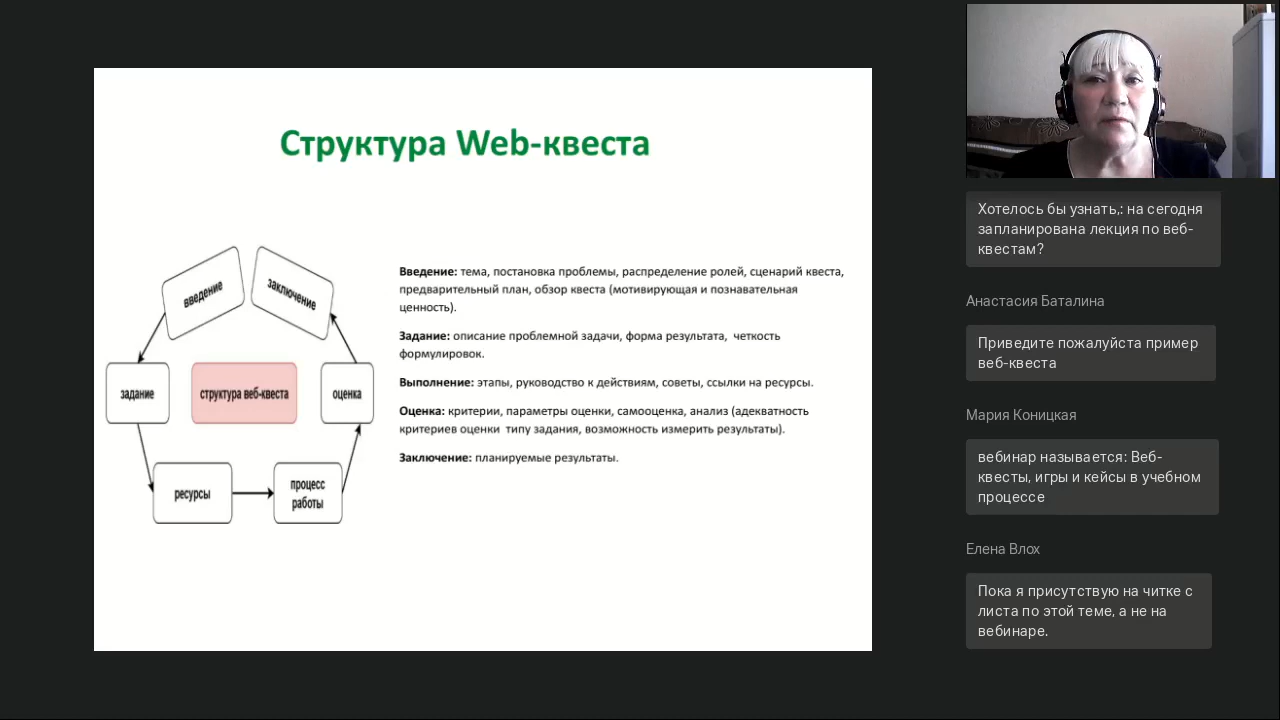 Структура Web-квеста
введение
заключение
задание
структура веб-квеста
оценка
ресурсы
процесс
работы
Введение: тема, постановка проблемы, распределение ролей, сценарий квеста,
предварительный план, обзор квеста (мотивирующая и познавательная
ценность).
Задание: описание проблемной задачи, форма результата,  четкость
формулировок.
Выполнение: этапы, руководство к действиям, советы, ссылки на ресурсы.
Оценка: критерии, параметры оценки, самооценка, анализ (адекватность
критериев оценки  типу задания, возможность измерить результаты).
Заключение: планируемые результаты.
Хотелось бы узнать,: на сегодня
запланирована лекция по веб-
квестам?
Анастасия Баталина
Приведите пожалуйста пример
веб-квеста
Мария Коницкая
вебинар называется: Веб-
квесты, игры и кейсы в учебном
процессе
Елена Влох
Пока я присутствую на читке с
листа по этой теме, а не на
вебинаре.